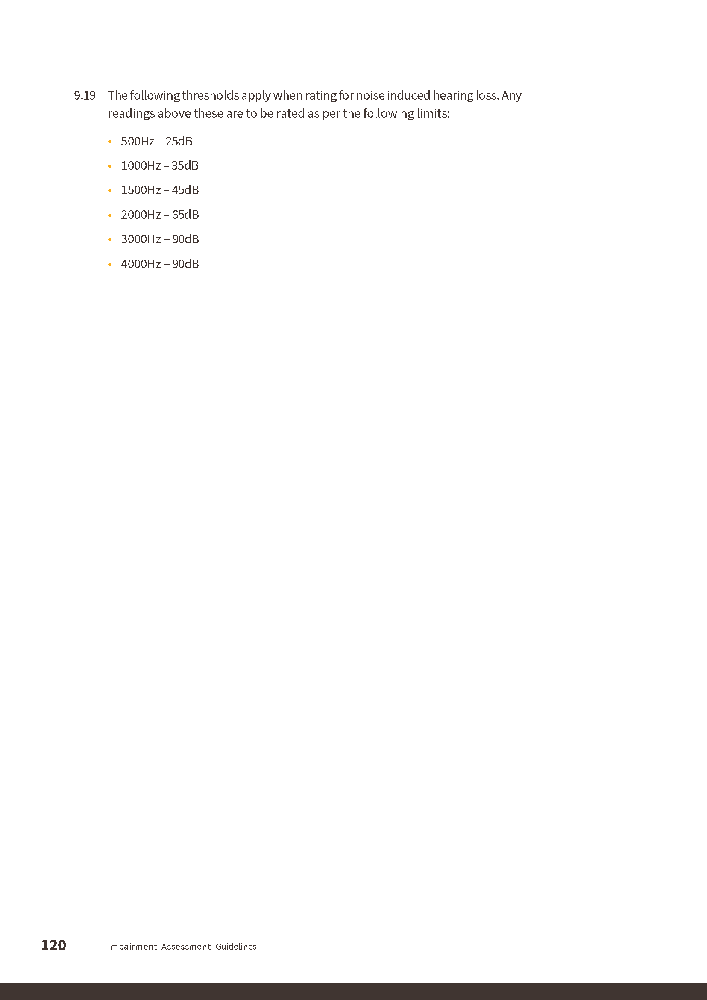 9.19 The following thresholds apply when rating for noise induced hearing loss. Any
readings above these are to be rated as per the following limits:
• 500Hz – 25dB
• 1000Hz – 35dB
• 1500Hz – 45dB
• 2000Hz – 65dB
• 3000Hz – 90dB
• 4000Hz – 90dB
120 Impairment Assessment Guidelines